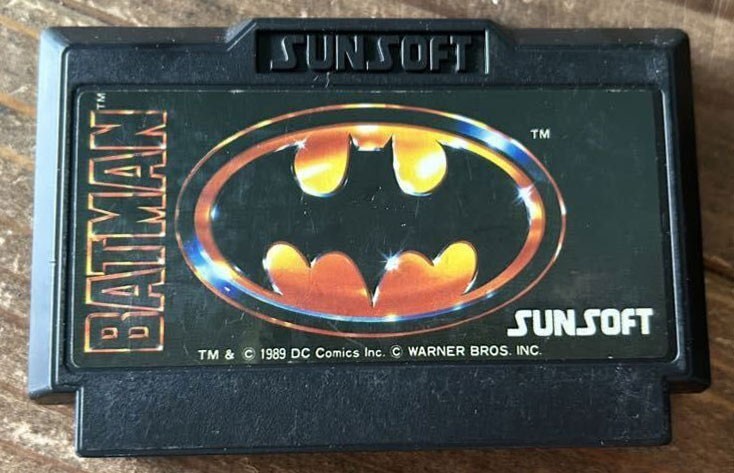 SUNSOFT
BATMAN™
TM
SUNSOFT
TM & © 1989 DC Comics Inc. © WARNER BROS. INC.